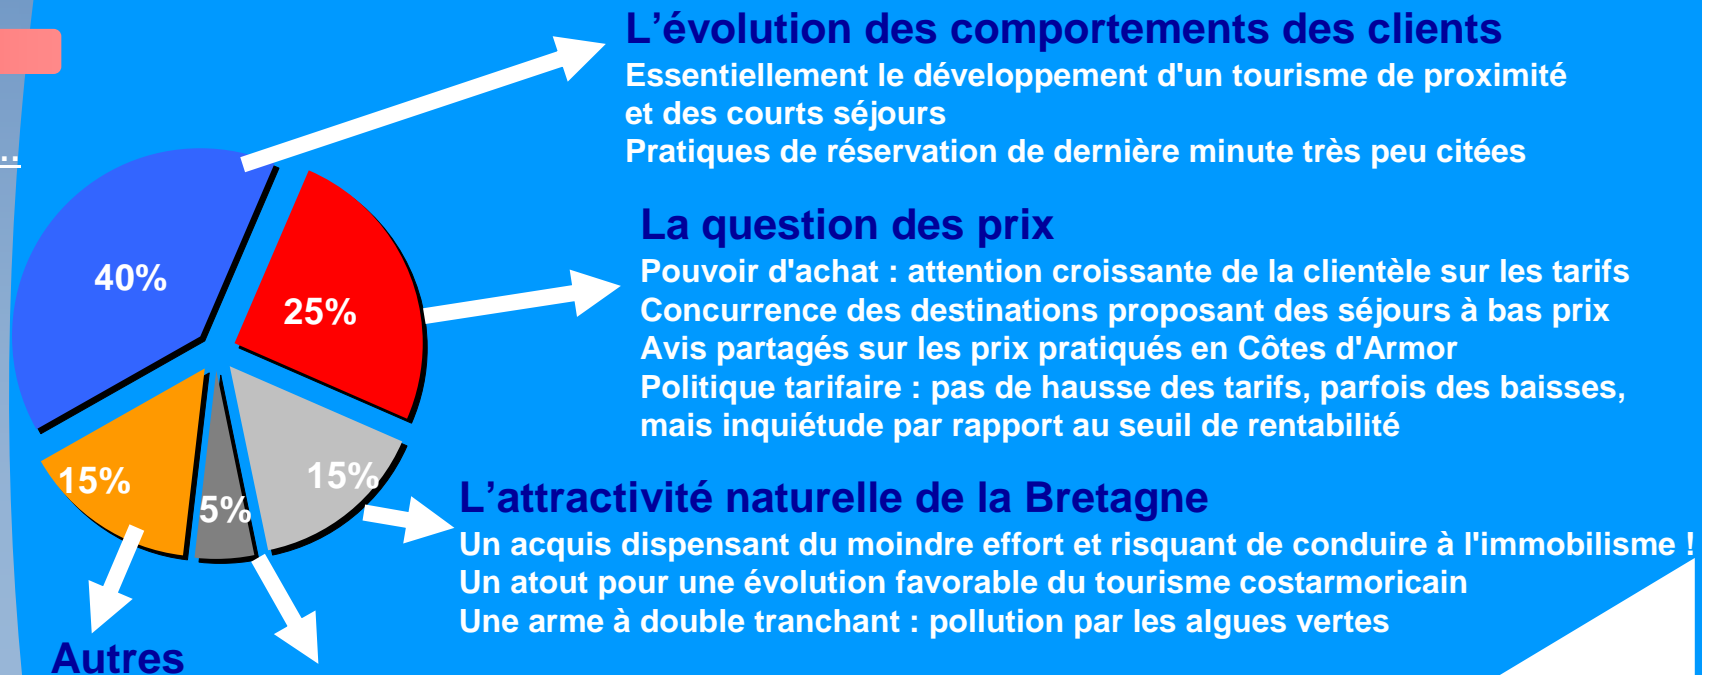 L’évolution des comportements des clients
Essentiellement le développement d'un tourisme de proximité
et des courts séjours
Pratiques de réservation de dernière minute très peu citées
..
La question des prix
Pouvoir d'achat : attention croissante de la clientèle sur les tarifs
Concurrence des destinations proposant des séjours à bas prix
Avis partagés sur les prix pratiqués en Côtes d'Armor
Politique tarifaire : pas de hausse des tarifs, parfois des baisses,
mais inquiétude par rapport au seuil de rentabilité
40%
25%
15%
5%
15%
L’attractivité naturelle de la Bretagne
Un acquis dispensant du moindre effort et risquant de conduire à l'immobilisme !
Un atout pour une évolution favorable du tourisme costarmoricain
Une arme à double tranchant : pollution par les algues vertes
Autres